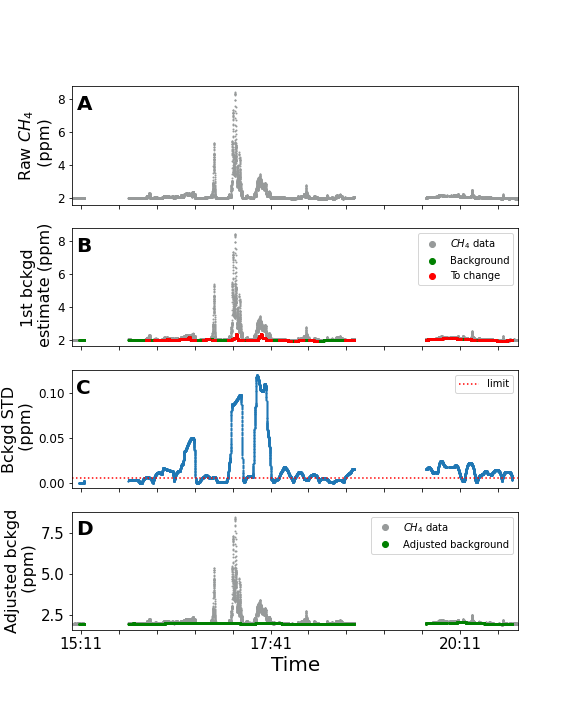 A
Raw CH4
(ppm)
8
6
4
2
B
1st bckgd
estimate (ppm)
8
6
4
2
CH4 data
Background
To change
C
Bckgd STD
(ppm)
0.10
0.05
0.00
limit
D
Adjusted bckgd
(ppm)
7.5
5.0
2.5
CH4 data
Adjusted background
15:11
17:41
20:11
Time